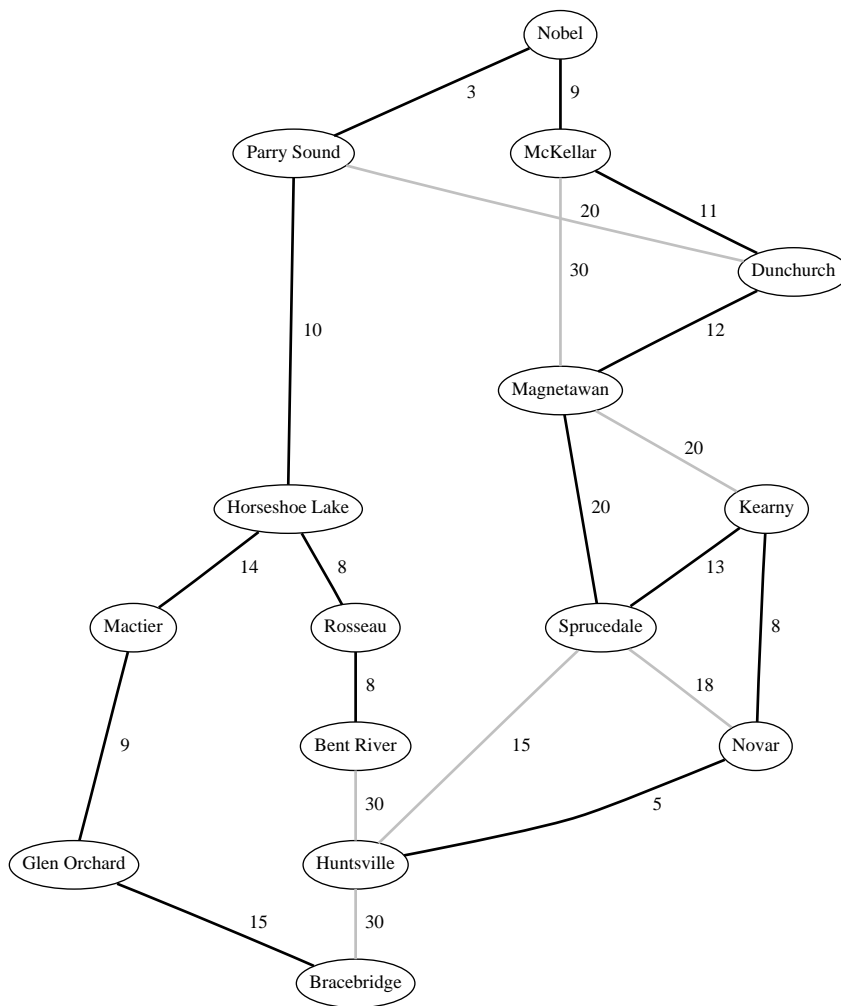 Nobel
3
9
Parry Sound
McKellar
20
11
Dunchurch
30
10
12
Magnetawan
20
Horseshoe Lake
Kearny
20
14
8
13
Mactier
Rosseau
Sprucedale
8
8
18
Bent River
Novar
9
15
30
5
Glen Orchard
Huntsville
15
30
Bracebridge